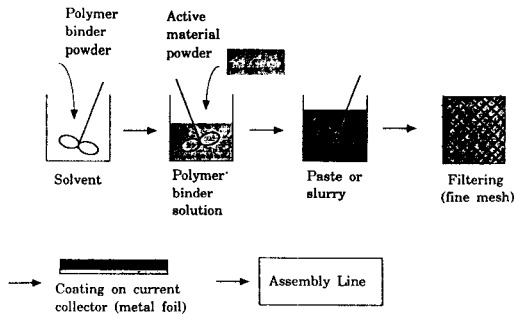 Polymer
binder
powder
Active
material
powder
Solvent
Polymer
binder
solution
Paste or
slurry
Filtering
(fine mesh)
Coating on current
collector (metal foil)
Assembly Line